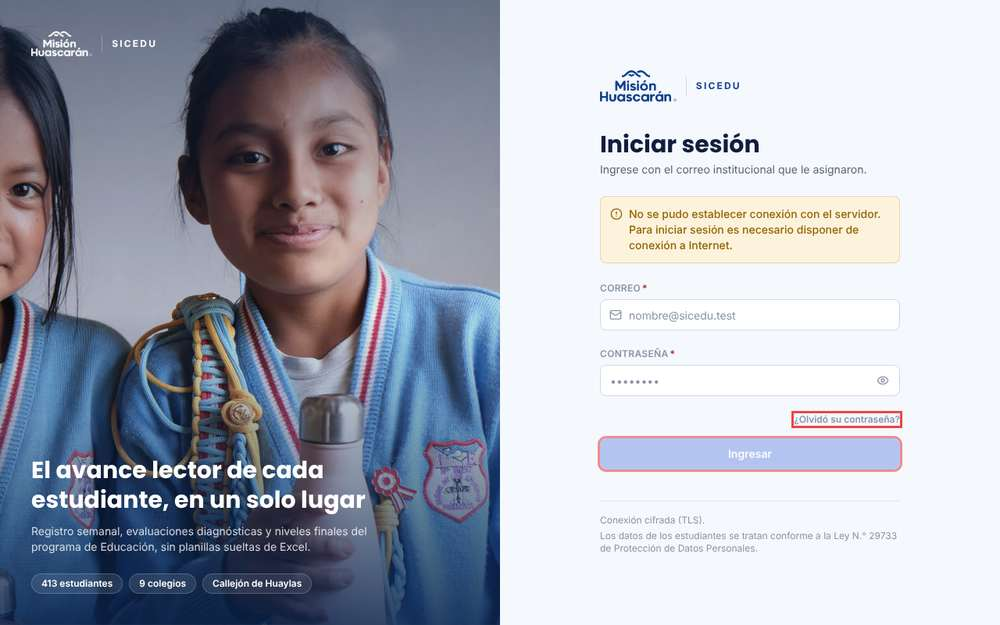 Misión
Huascarán
SICEDU
El avance lector de cada
estudiante, en un solo lugar
Registro semanal, evaluaciones diagnósticas y niveles finales del
programa de Educación, sin planillas sueltas de Excel.
413 estudiantes
9 colegios
Callejón de Huaylas
Misión
Huascarán
SICEDU
Iniciar sesión
Ingrese con el correo institucional que le asignaron.
No se pudo establecer conexión con el servidor.
Para iniciar sesión es necesario disponer de
conexión a Internet.
CORREO *
nombre@sicedu.test
CONTRASEÑA *
••••••••
¿Olvidó su contraseña?
Ingresar
Conexión cifrada (TLS).
Los datos de los estudiantes se tratan conforme a la Ley N.° 29733
de Protección de Datos Personales.